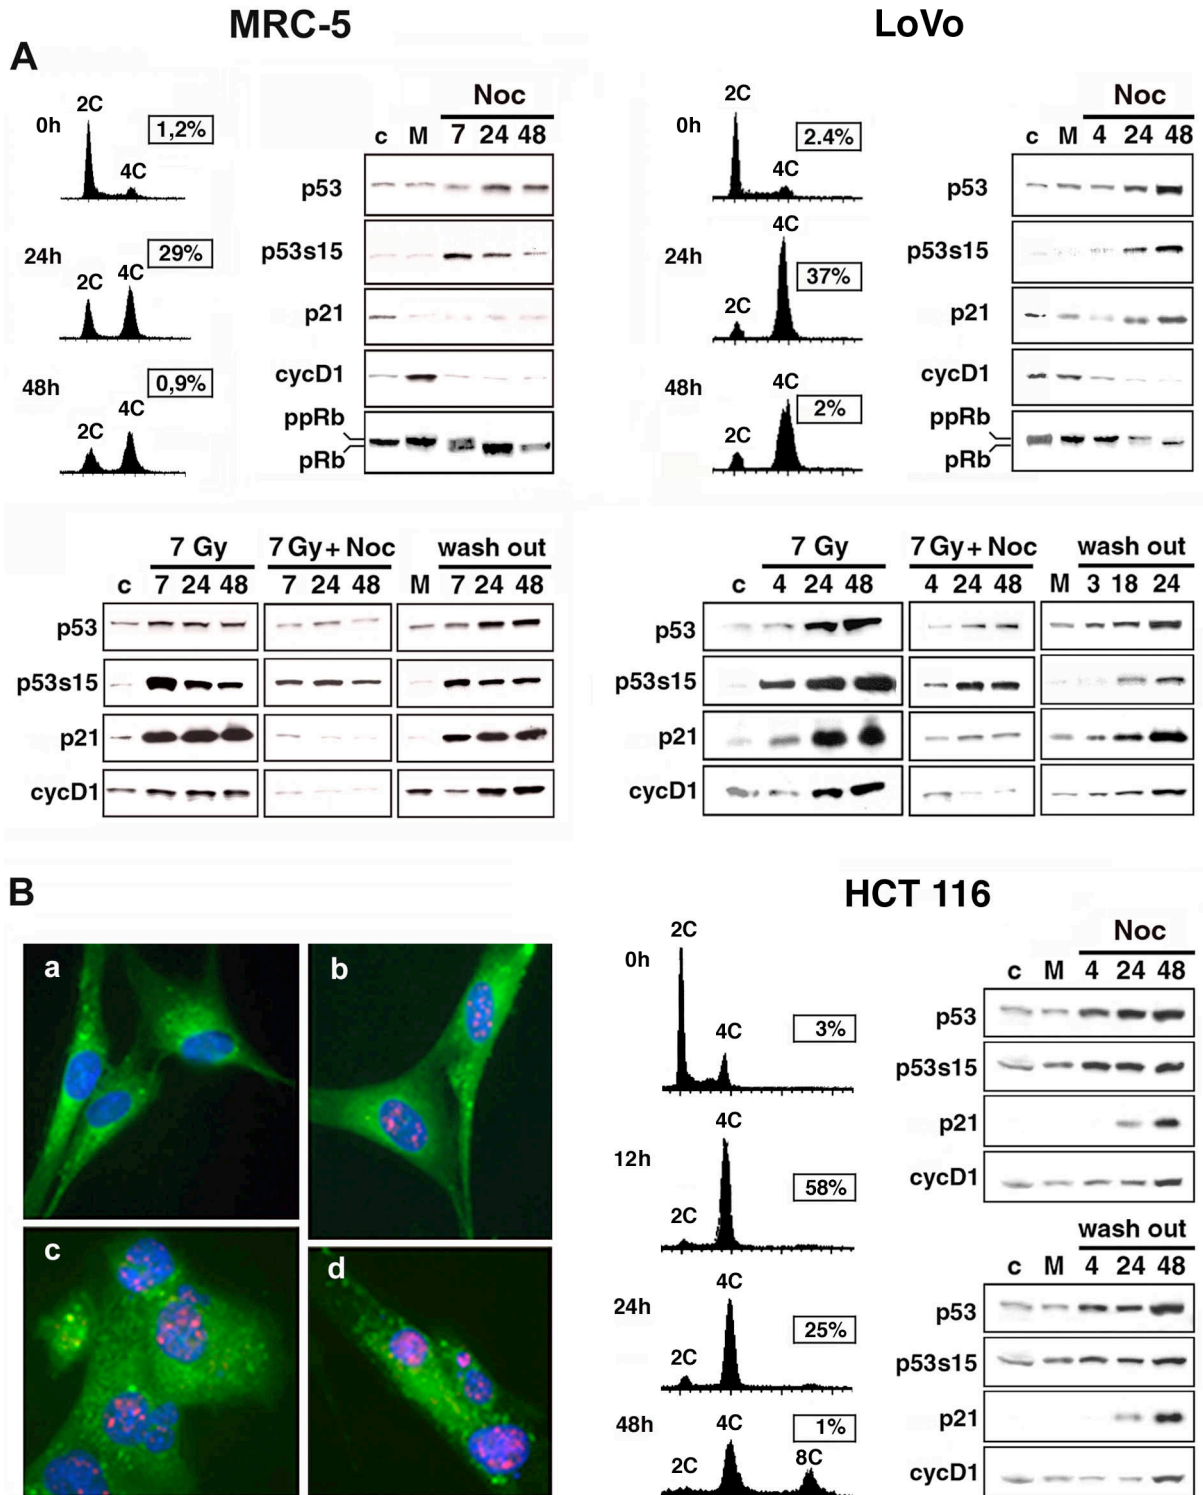 MRC-5
LoVo
A
2C
0h
1,2%
4C
24h
29%
2C
4C
48h
0,9%
4C
2C
Noc
c M 7 24 48
p53
p53s15
p21
cycD1
ppRb
pRb
2C
0h
2.4%
4C
4C
24h
37%
2C
4C
48h
2%
2C
Noc
c M 4 24 48
p53
p53s15
p21
cycD1
ppRb
pRb
7 Gy 7 Gy + Noc wash out
c 7 24 48 7 24 48 M 7 24 48
p53
p53s15
p21
cycD1
7 Gy 7 Gy + Noc wash out
c 4 24 48 4 24 48 M 3 18 24
p53
p53s15
p21
cycD1
B
a
b
c
d
HCT 116
2C
0h
4C
3%
4C
12h
58%
2C
4C
24h
25%
2C
48h
4C
1%
2C
8C
Noc
c M 4 24 48
p53
p53s15
p21
cycD1
wash out
c M 4 24 48
p53
p53s15
p21
cycD1